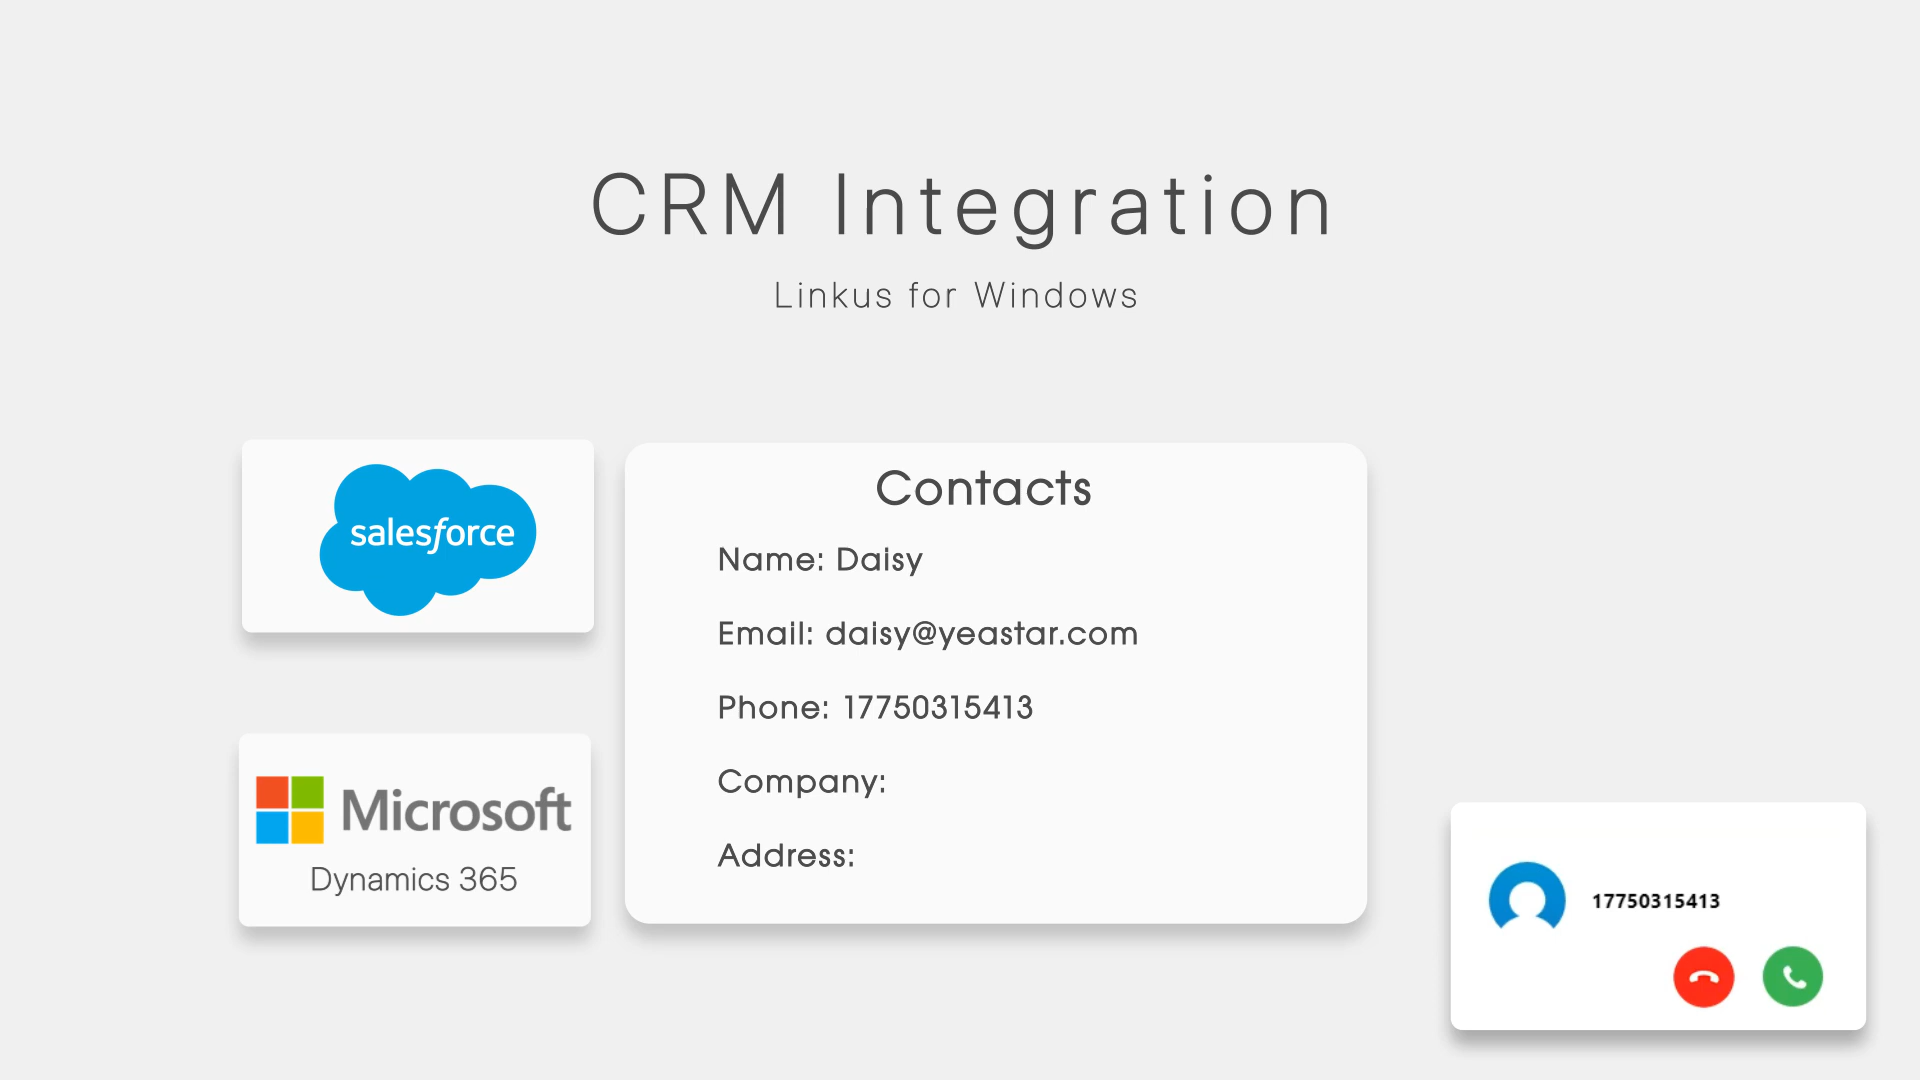 CRM Integration
Linkus for Windows
salesforce
Microsoft
Dynamics 365
Contacts
Name: Daisy
Email: daisy@yeastar.com
Phone: 17750315413
Company:
Address:
17750315413